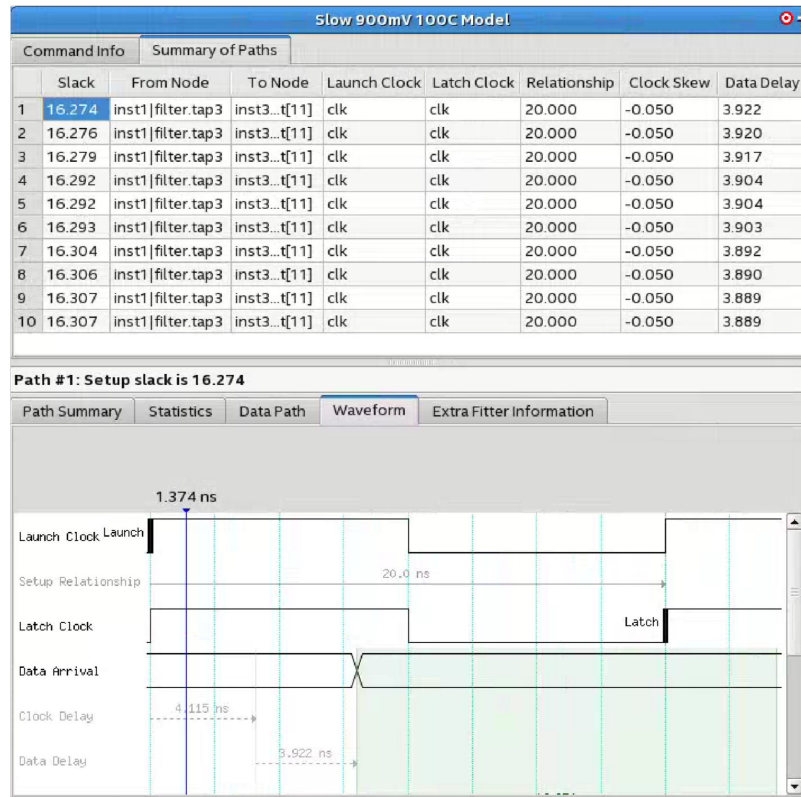 Slow 900mV 100C Model
Command Info Summary of Paths
Slack From Node To Node Launch Clock Latch Clock Relationship Clock Skew Data Delay
1 16.274 inst1|filter.tap3 inst3...t[11] clk clk 20.000 -0.050 3.922
2 16.276 inst1|filter.tap3 inst3...t[11] clk clk 20.000 -0.050 3.920
3 16.279 inst1|filter.tap3 inst3...t[11] clk clk 20.000 -0.050 3.917
4 16.292 inst1|filter.tap3 inst3...t[11] clk clk 20.000 -0.050 3.904
5 16.292 inst1|filter.tap3 inst3...t[11] clk clk 20.000 -0.050 3.904
6 16.293 inst1|filter.tap3 inst3...t[11] clk clk 20.000 -0.050 3.903
7 16.304 inst1|filter.tap3 inst3...t[11] clk clk 20.000 -0.050 3.892
8 16.306 inst1|filter.tap3 inst3...t[11] clk clk 20.000 -0.050 3.890
9 16.307 inst1|filter.tap3 inst3...t[11] clk clk 20.000 -0.050 3.889
10 16.307 inst1|filter.tap3 inst3...t[11] clk clk 20.000 -0.050 3.889
Path #1: Setup slack is 16.274
Path Summary Statistics Data Path Waveform Extra Fitter Information
1.374 ns
Launch Clock Launch
Setup Relationship 20.0 ns
Latch Clock Latch
Data Arrival
Clock Delay 4.115 ns
Data Delay 3.922 ns